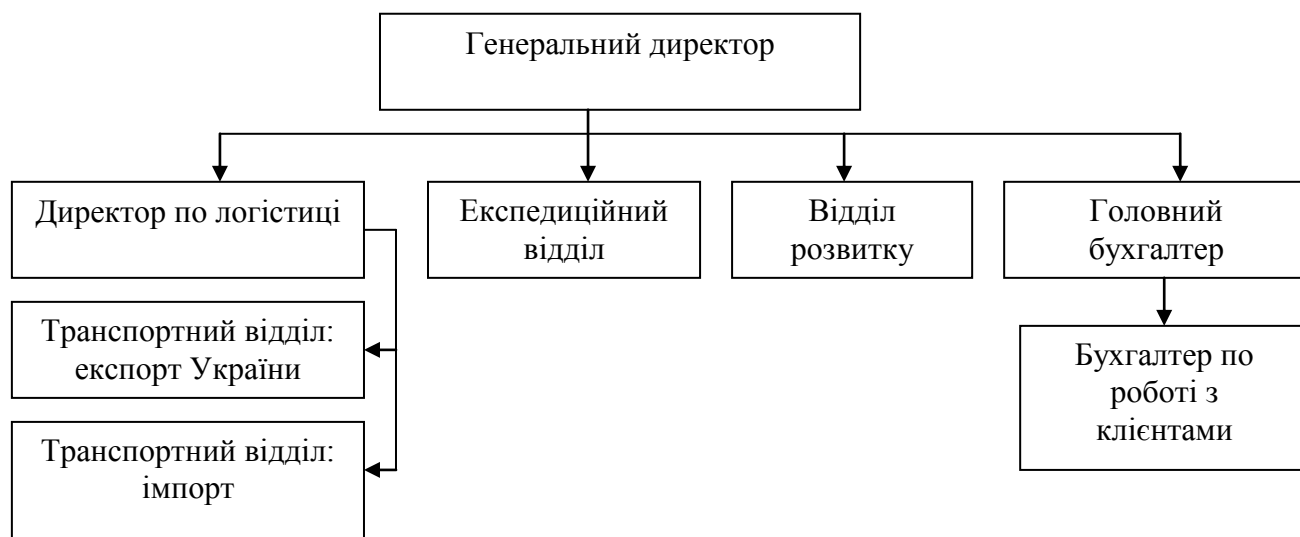 Генеральний директор
Директор по логістиці
Експедиційний
відділ
Відділ
розвитку
Головний
бухгалтер
Транспортний відділ:
експорт України
Бухгалтер по
роботі з
клієнтами
Транспортний відділ:
імпорт